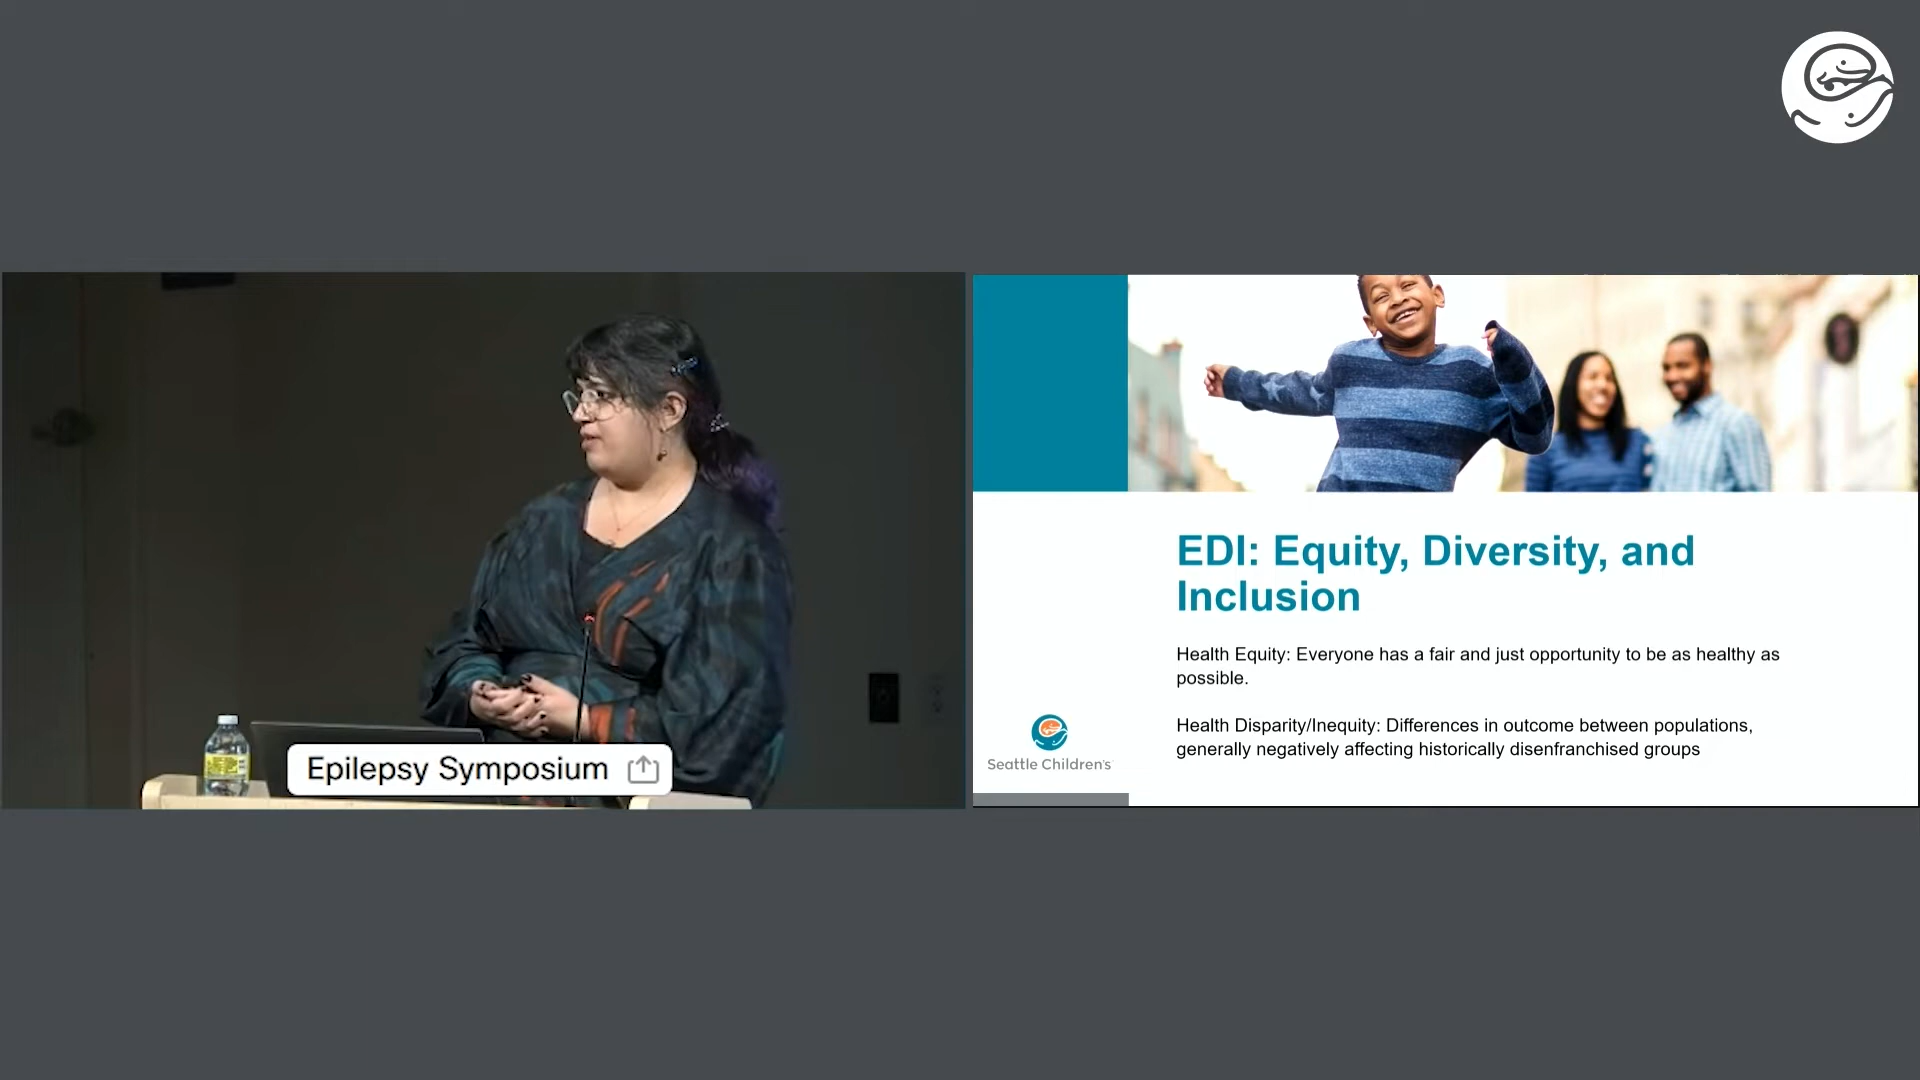 Epilepsy Symposium
EDI: Equity, Diversity, and
Inclusion
Health Equity: Everyone has a fair and just opportunity to be as healthy as
possible.
Health Disparity/Inequity: Differences in outcome between populations,
generally negatively affecting historically disenfranchised groups
Seattle Children's